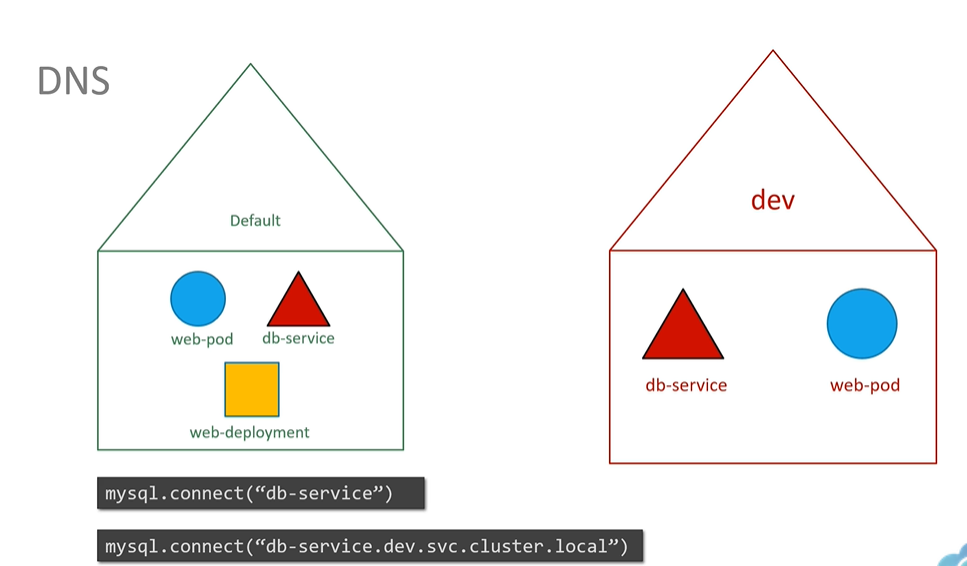 DNS
Default
dev
web-pod
db-service
web-deployment
db-service
web-pod
mysql.connect(“db-service”)
mysql.connect(“db-service.dev.svc.cluster.local”)